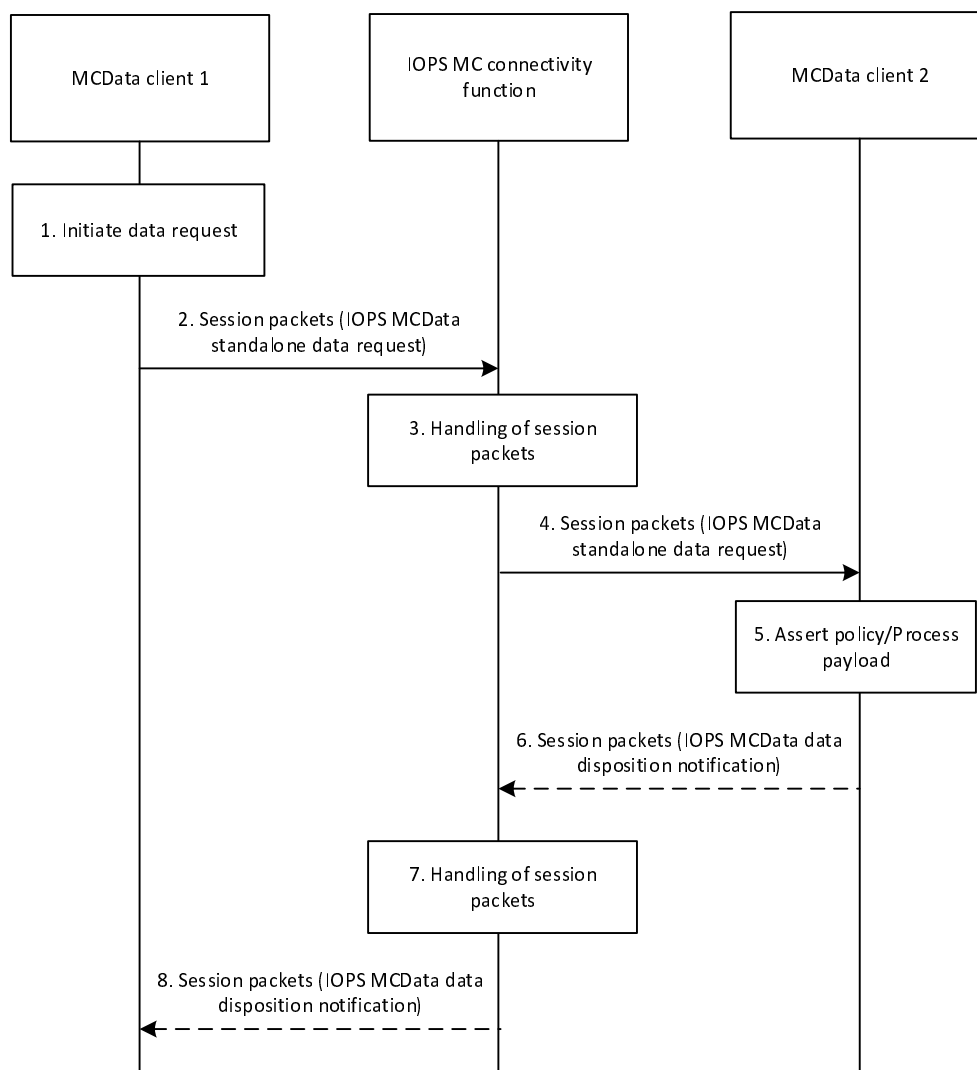 MCData client 1
IOPS MC connectivity
function
MCData client 2
1. Initiate data request
2. Session packets (IOPS MCData
standalone data request)
3. Handling of session
packets
4. Session packets (IOPS MCData
standalone data request)
5. Assert policy/Process
payload
6. Session packets (IOPS MCData data
disposition notification)
7. Handling of session
packets
8. Session packets (IOPS MCData data
disposition notification)